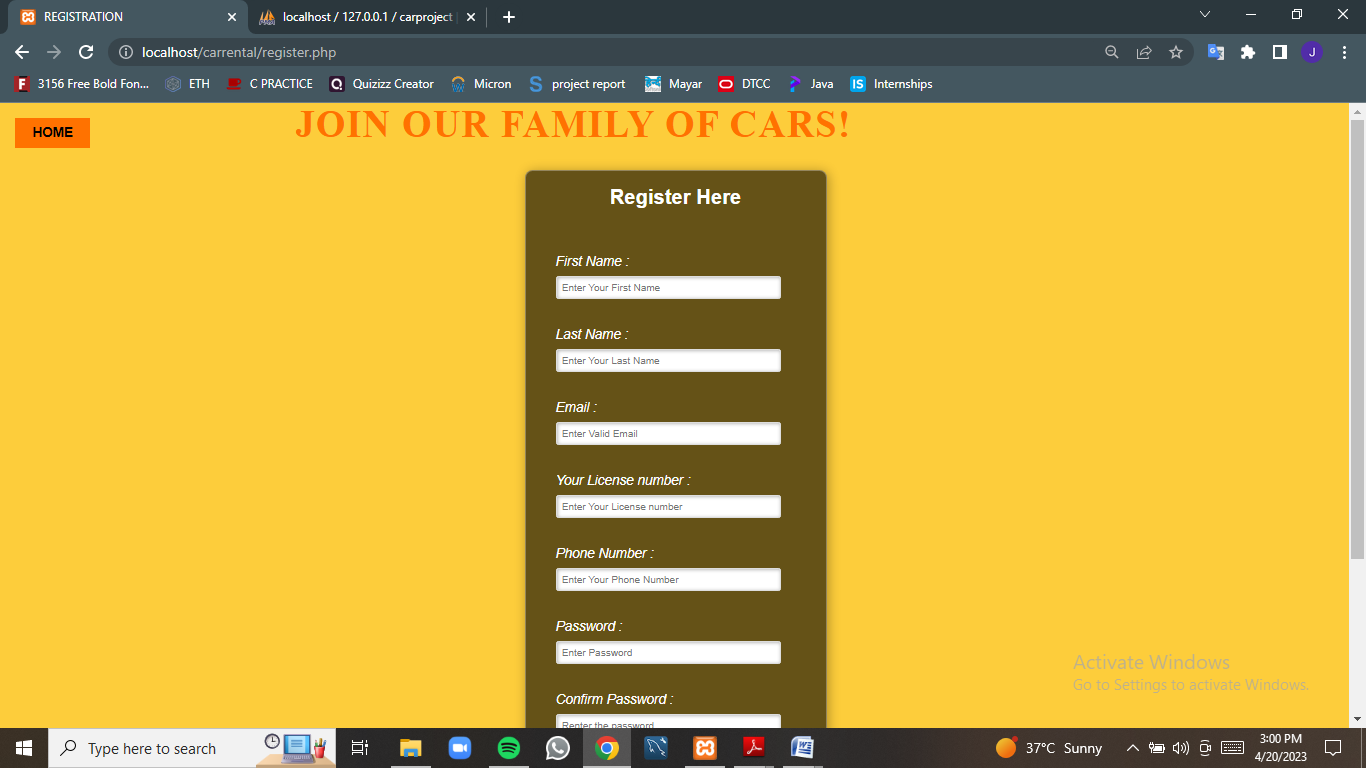 REGISTRATION
localhost / 127.0.0.1 / carproject
localhost/carrental/register.php
J
3156 Free Bold Fon...
ETH
C PRACTICE
Quizizz Creator
Micron
project report
Mayar
DTCC
Java
Internships
HOME
JOIN OUR FAMILY OF CARS!
Register Here
First Name :
Enter Your First Name
Last Name :
Enter Your Last Name
Email :
Enter Valid Email
Your License number :
Enter Your License number
Phone Number :
Enter Your Phone Number
Password :
Enter Password
Confirm Password :
Renter the password
Activate Windows
Go to Settings to activate Windows.
Type here to search
37°C Sunny
3:00 PM
4/20/2023